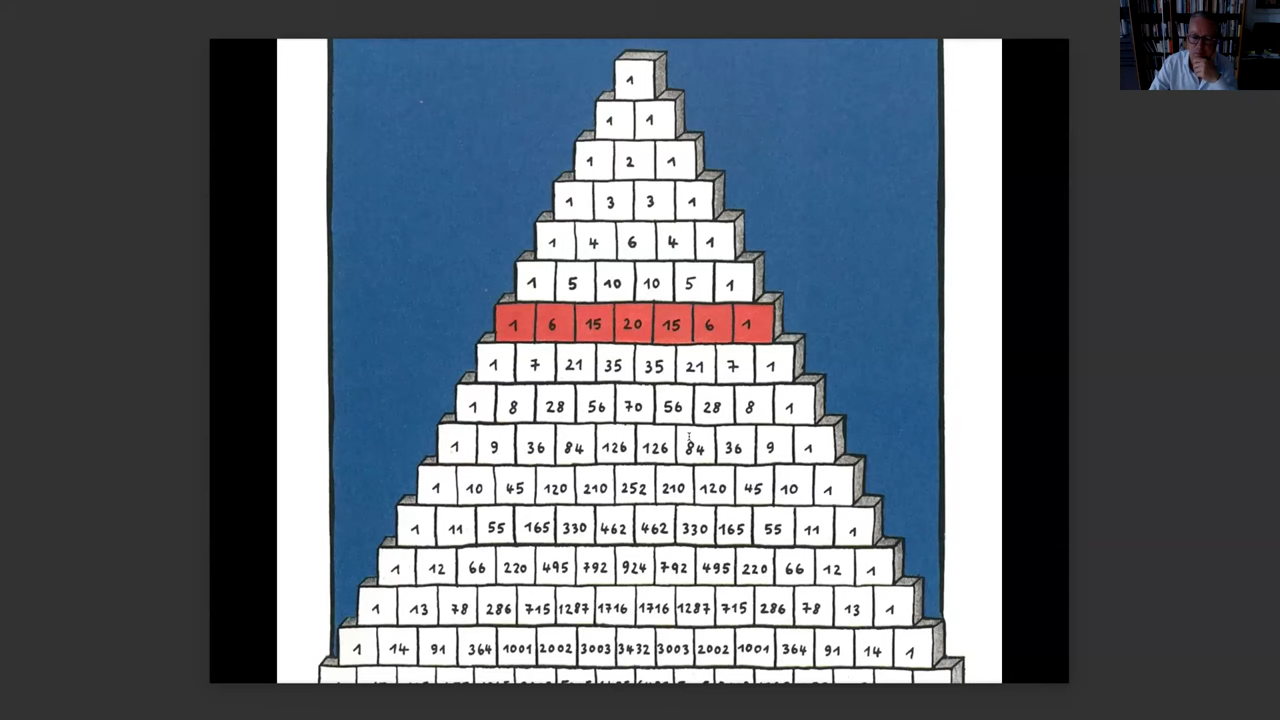 1
1 1
1 2 1
1 3 3 1
1 4 6 4 1
1 5 10 10 5 1
1 6 15 20 15 6 1
1 7 21 35 35 21 7 1
1 8 28 56 70 56 28 8 1
1 9 36 84 126 126 84 36 9 1
1 10 45 120 210 252 210 120 45 10 1
1 11 55 165 330 462 462 330 165 55 11 1
1 12 66 220 495 792 924 792 495 220 66 12 1
1 13 78 286 715 1287 1716 1716 1287 715 286 78 13 1
1 14 91 364 1001 2002 3003 3432 3003 2002 1001 364 91 14 1